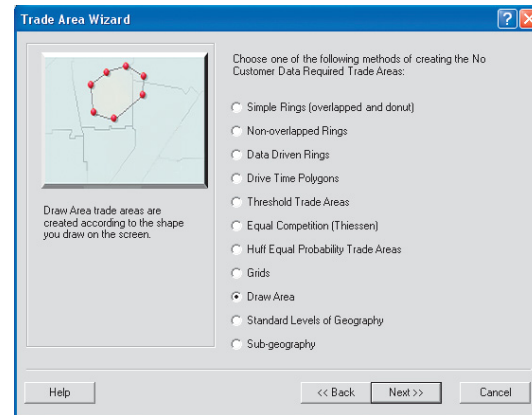 Trade Area Wizard
Choose one of the following methods of creating the No
Customer Data Required Trade Areas:
Simple Rings (overlapped and donut)
Non-overlapped Rings
Data Driven Rings
Drive Time Polygons
Threshold Trade Areas
Equal Competition (Thiessen)
Huff Equal Probability Trade Areas
Grids
Draw Area
Standard Levels of Geography
Sub-geography
Draw Area trade areas are
created according to the shape
you draw on the screen.
Help
<< Back
Next >>
Cancel